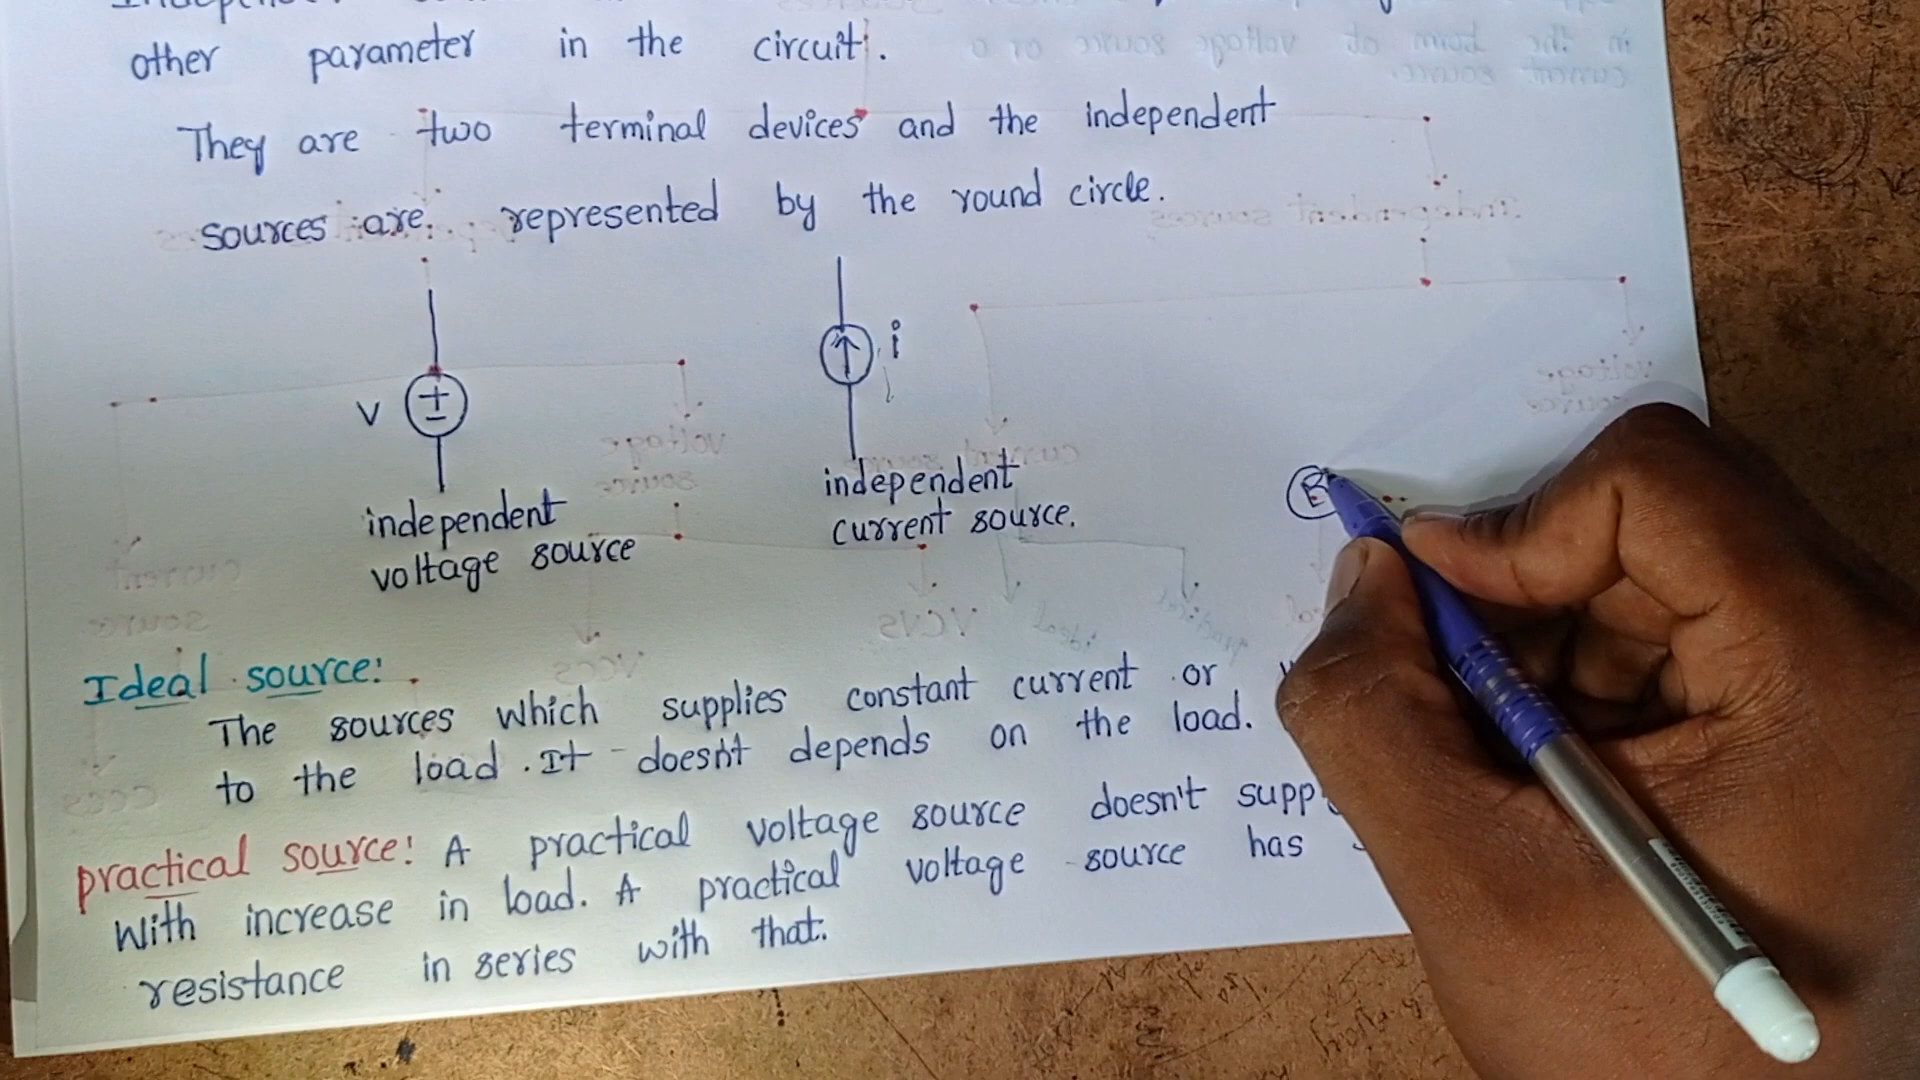 other parameter in the circuit.
They are two terminal devices and the independent
sources are represented by the round circle.
V + -
i
independent
voltage source
independent
current source.
B
Ideal source:
The sources which supplies constant current or
to the load. It doesn't depends on the load.
practical source: A practical voltage source doesn't
With increase in load. A practical voltage source has
resistance in series with that.